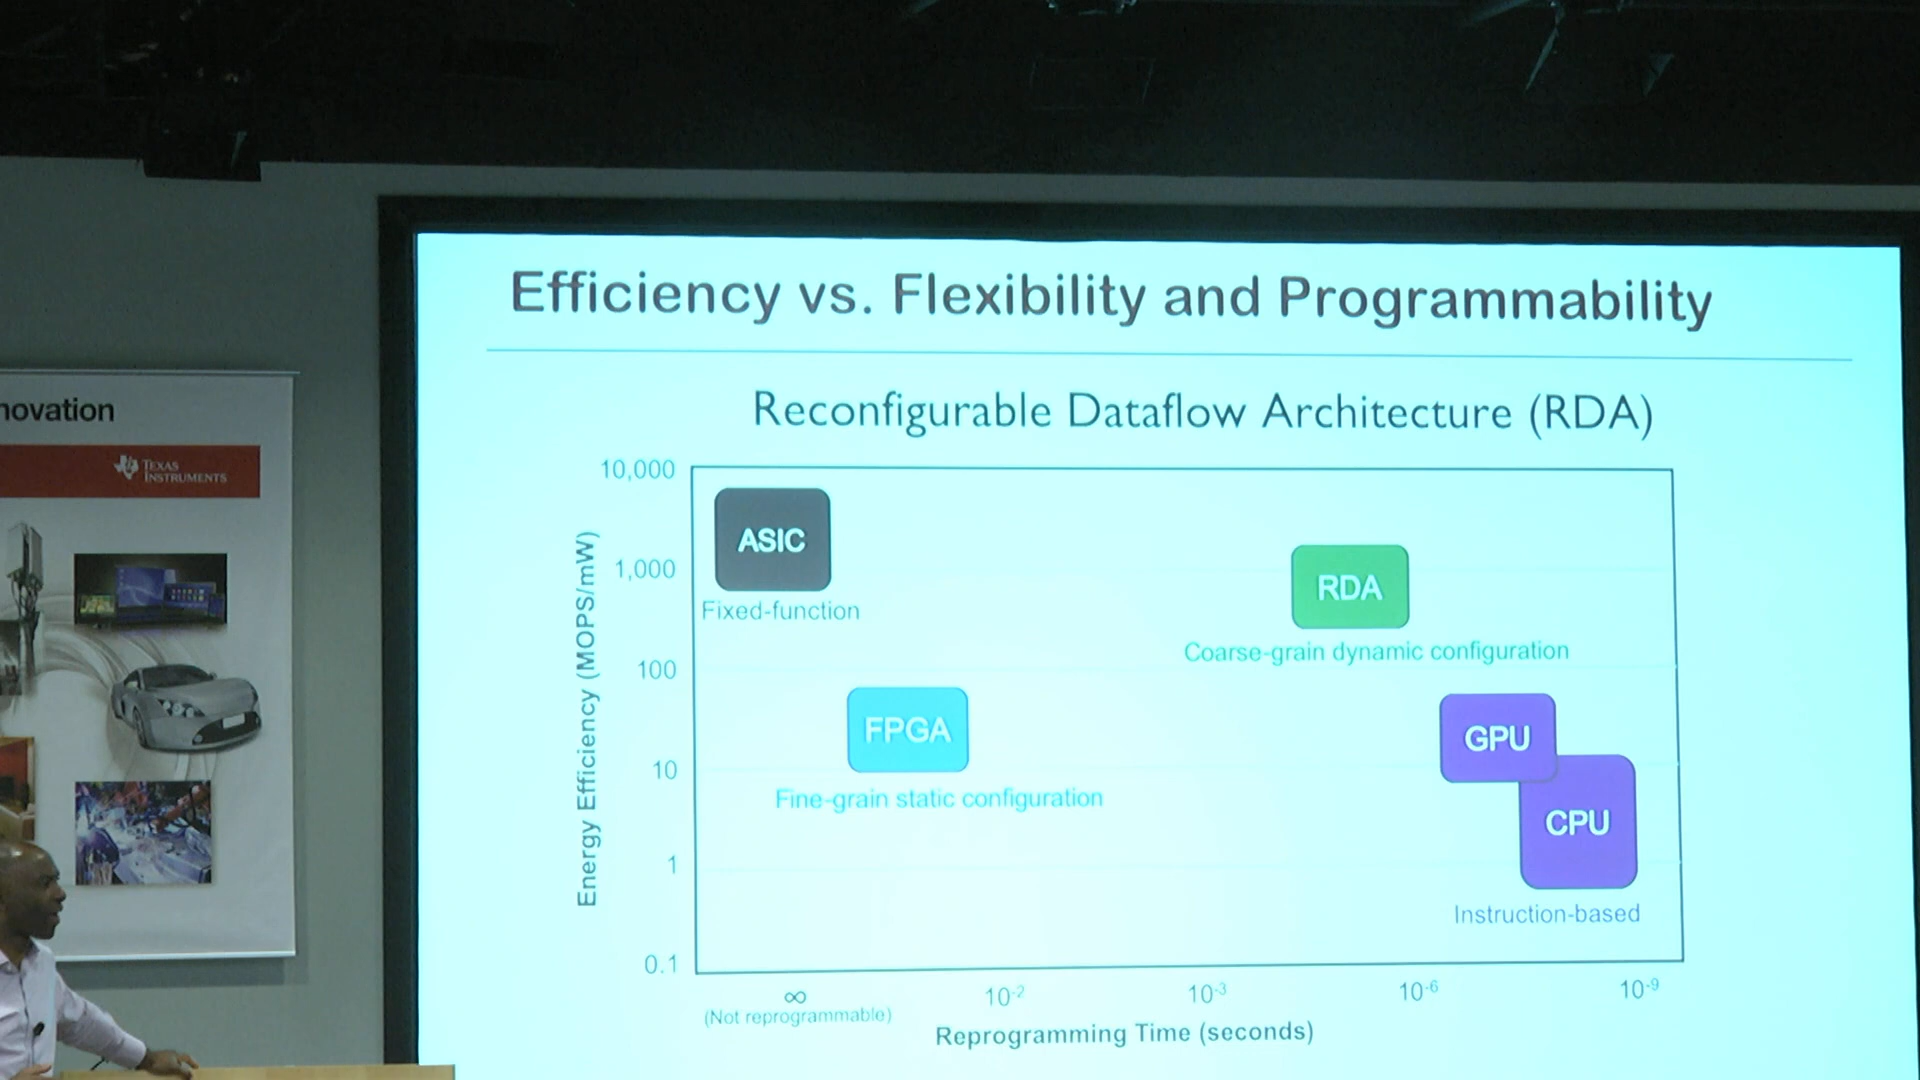 Efficiency vs. Flexibility and Programmability
Reconfigurable Dataflow Architecture (RDA)
novation
TEXAS
INSTRUMENTS
Energy Efficiency (MOPS/mW)
10,000
1,000
100
10
1
0.1
ASIC
Fixed-function
RDA
Coarse-grain dynamic configuration
FPGA
Fine-grain static configuration
GPU
CPU
Instruction-based
∞
(Not reprogrammable)
10⁻²
10⁻³
10⁻⁶
10⁻⁹
Reprogramming Time (seconds)